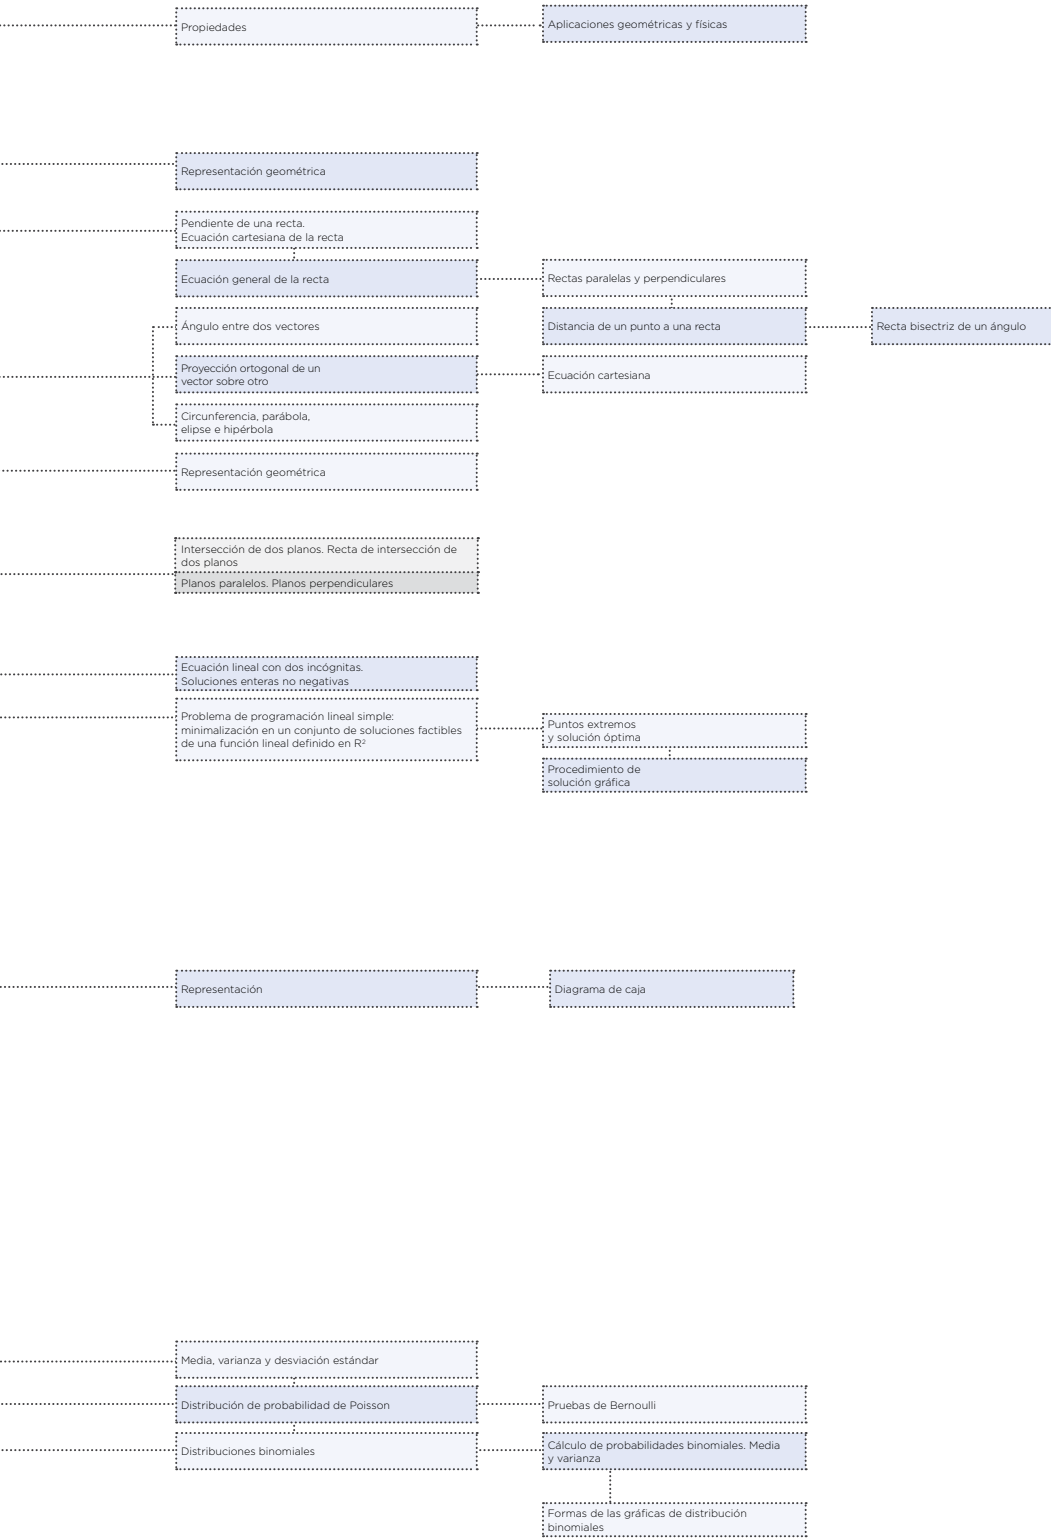 Propiedades
Aplicaciones geométricas y físicas
Representación geométrica
Pendiente de una recta.
Ecuación cartesiana de la recta
Ecuación general de la recta
Rectas paralelas y perpendiculares
Ángulo entre dos vectores
Distancia de un punto a una recta
Recta bisectriz de un ángulo
Proyección ortogonal de un
vector sobre otro
Ecuación cartesiana
Circunferencia, parábola,
elipse e hipérbola
Representación geométrica
Intersección de dos planos. Recta de intersección de
dos planos
Planos paralelos. Planos perpendiculares
Ecuación lineal con dos incógnitas.
Soluciones enteras no negativas
Problema de programación lineal simple:
minimalización en un conjunto de soluciones factibles
de una función lineal definido en R²
Puntos extremos
y solución óptima
Procedimiento de
solución gráfica
Representación
Diagrama de caja
Media, varianza y desviación estándar
Distribución de probabilidad de Poisson
Pruebas de Bernoulli
Distribuciones binomiales
Cálculo de probabilidades binomiales. Media
y varianza
Formas de las gráficas de distribución
binomiales